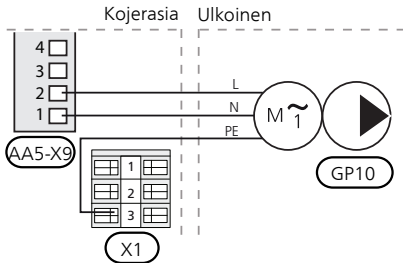 Kojerasia Ulkoinen
4
3
2
1
L
N
PE
M ~ 1
AA5-X9
GP10
1
2
3
X1